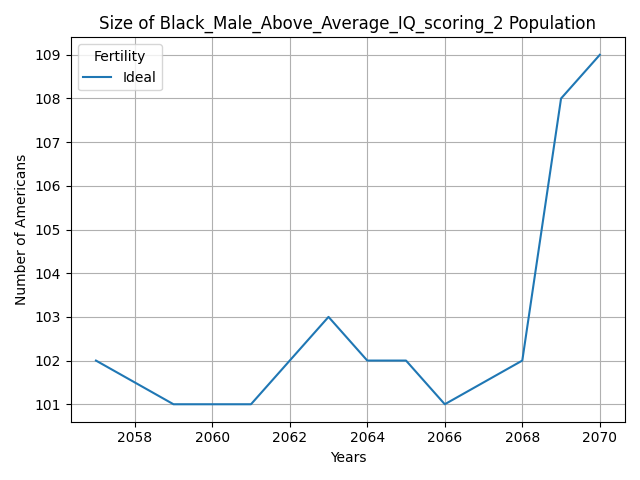 Size of Black_Male_Above_Average_IQ_scoring_2 Population
Fertility
Ideal
109
108
107
106
105
104
103
102
101
Number of Americans
2058 2060 2062 2064 2066 2068 2070
Years